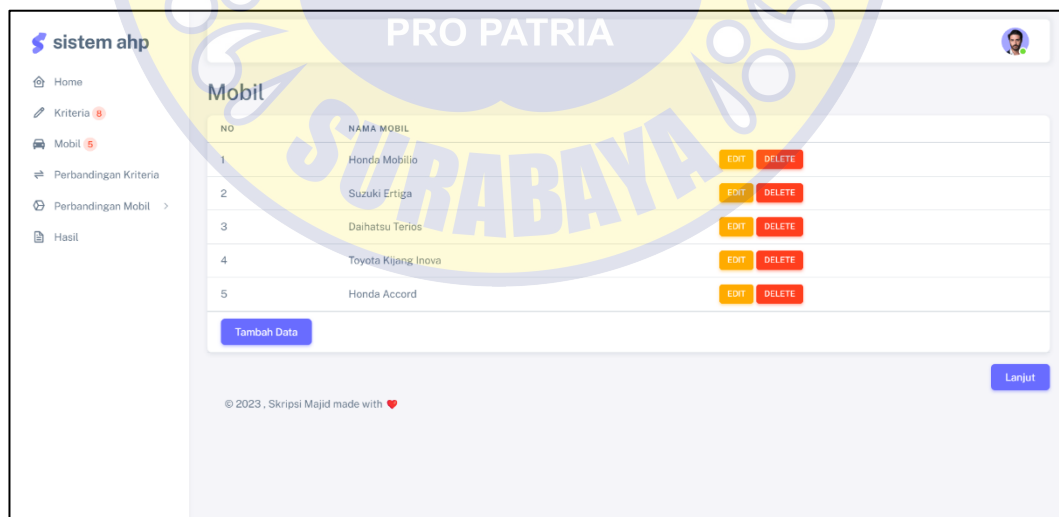 PRO PATRIA
SURABAYA
sistem ahp
Home
Kriteria 8
Mobil 5
Perbandingan Kriteria
Perbandingan Mobil
Hasil
Mobil
NO NAMA MOBIL
1 Honda Mobilio EDIT DELETE
2 Suzuki Ertiga EDIT DELETE
3 Daihatsu Terios EDIT DELETE
4 Toyota Kijang Inova EDIT DELETE
5 Honda Accord EDIT DELETE
Tambah Data
Lanjut
© 2023 , Skripsi Majid made with